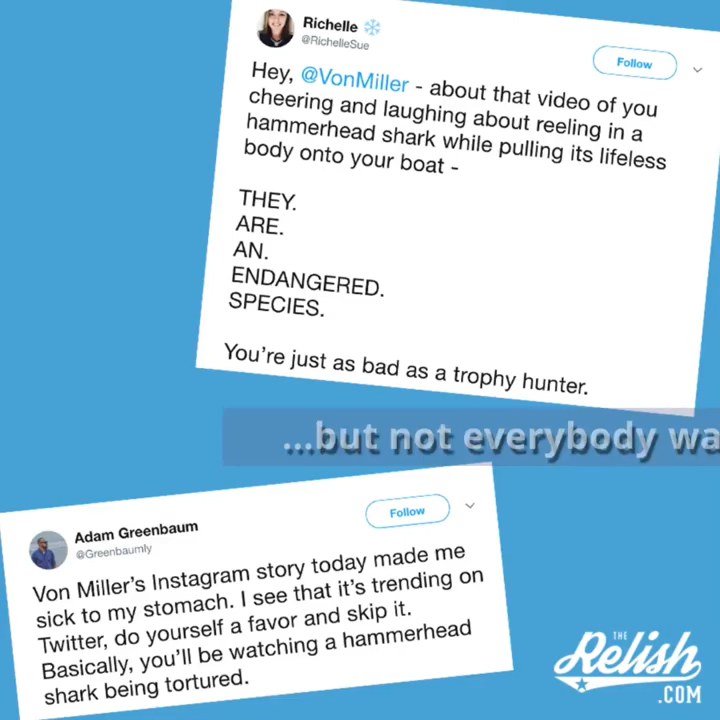 Richelle
@RichelleSue
Follow
Hey, @VonMiller - about that video of you
cheering and laughing about reeling in a
hammerhead shark while pulling its lifeless
body onto your boat -
THEY.
ARE.
AN.
ENDANGERED.
SPECIES.
You’re just as bad as a trophy hunter.
...but not everybody wa
Adam Greenbaum
@Greenbaumly
Follow
Von Miller’s Instagram story today made me
sick to my stomach. I see that it’s trending on
Twitter, do yourself a favor and skip it.
Basically, you’ll be watching a hammerhead
shark being tortured.
THE
Relish
.COM